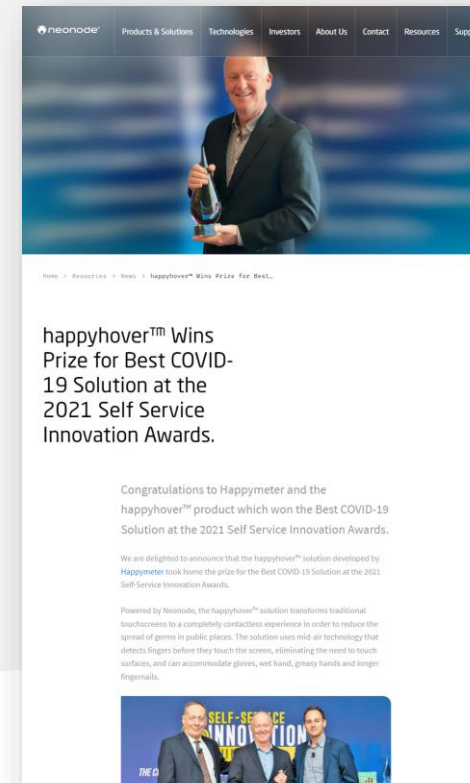 neonode
Products & Solutions
Technologies
Investors
About Us
Contact
Resources
Home > Resources > News > happyhover™ Wins Prize for Best…
happyhover™ Wins
Prize for Best COVID-
19 Solution at the
2021 Self Service
Innovation Awards.
Congratulations to Happymeter and the
happyhover™ product which won the Best COVID-19
Solution at the 2021 Self Service Innovation Awards.
We are delighted to announce that the happyhover™ solution developed by
Happymeter took home the prize for the Best COVID-19 Solution at the 2021
Self-Service Innovation Awards.
Powered by Neonode, the happyhover™ solution transforms traditional
touchscreens to a completely contactless experience in order to reduce the
spread of germs in public places. The solution uses mid-air technology that
detects fingers before they touch the screen, eliminating the need to touch
surfaces, and can accommodate gloves, wet hand, greasy hands and longer
fingernails.
SELF-SERVICE
INNOVATION